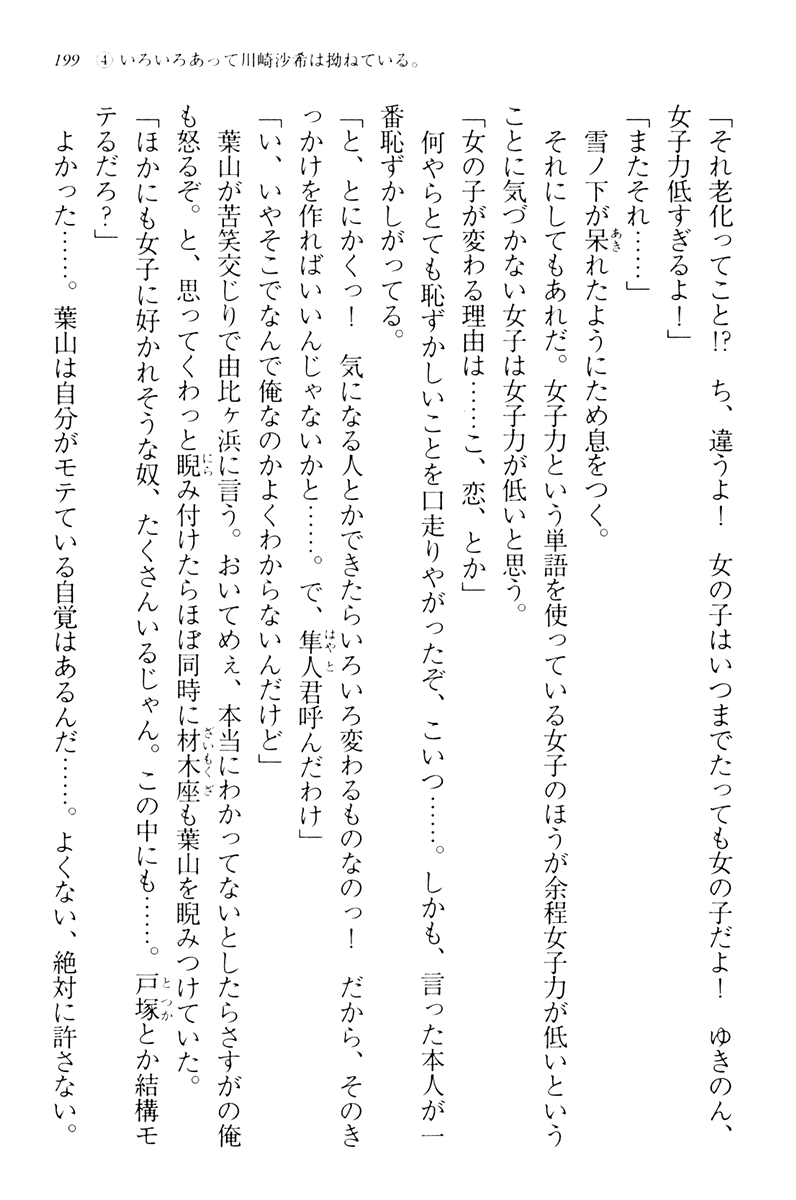 199 ④ いろいろあって川崎沙希は拗ねている。
「それ老化ってこと!? ち、違うよ！ 女の子はいつまでたっても女の子だよ！ ゆきのん、
女子力低すぎるよ！」
「またそれ……」
雪ノ下が呆れたようにため息をつく。
それにしてもあれだ。女子力という単語を使っている女子のほうが余程女子力が低いという
ことに気づかない女子は女子力が低いと思う。
「女の子が変わる理由は……こ、恋、とか」
何やらとても恥ずかしいことを口走りやがったぞ、こいつ……。しかも、言った本人が一
番恥ずかしがってる。
「と、とにかくっ！ 気になる人とかできたらいろいろ変わるものなのっ！ だから、そのき
っかけを作ればいいんじゃないかと……。で、隼人君呼んだわけ」
「い、いやそこでなんで俺なのかよくわからないんだけど」
葉山が苦笑交じりで由比ヶ浜に言う。おいてめぇ、本当にわかってないとしたらさすがの俺
も怒るぞ。と、思ってくわっと睨み付けたらほぼ同時に材木座も葉山を睨みつけていた。
「ほかにも女子に好かれそうな奴、たくさんいるじゃん。この中にも……。戸塚とか結構モ
テるだろ？」
よかった……。葉山は自分がモテている自覚はあるんだ……。よくない、絶対に許さない。